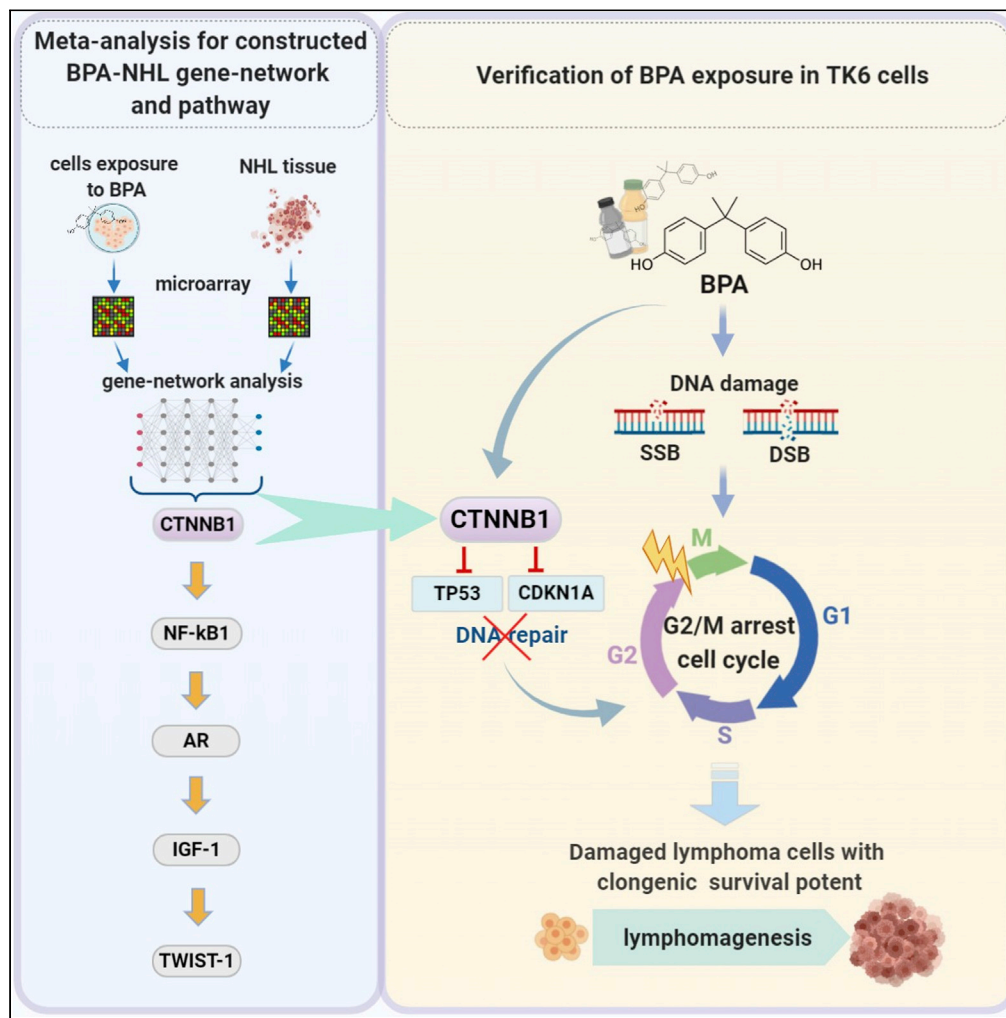 Meta-analysis for constructed
BPA-NHL gene-network
and pathway
cells exposure
to BPA
NHL tissue
microarray
gene-network analysis
CTNNB1
NF-kB1
AR
IGF-1
TWIST-1
Verification of BPA exposure in TK6 cells
HO
OH
BPA
DNA damage
SSB
DSB
CTNNB1
TP53
CDKN1A
DNA repair
M
G1
G2
S
G2/M arrest
cell cycle
Damaged lymphoma cells with
clongenic survival potent
lymphomagenesis